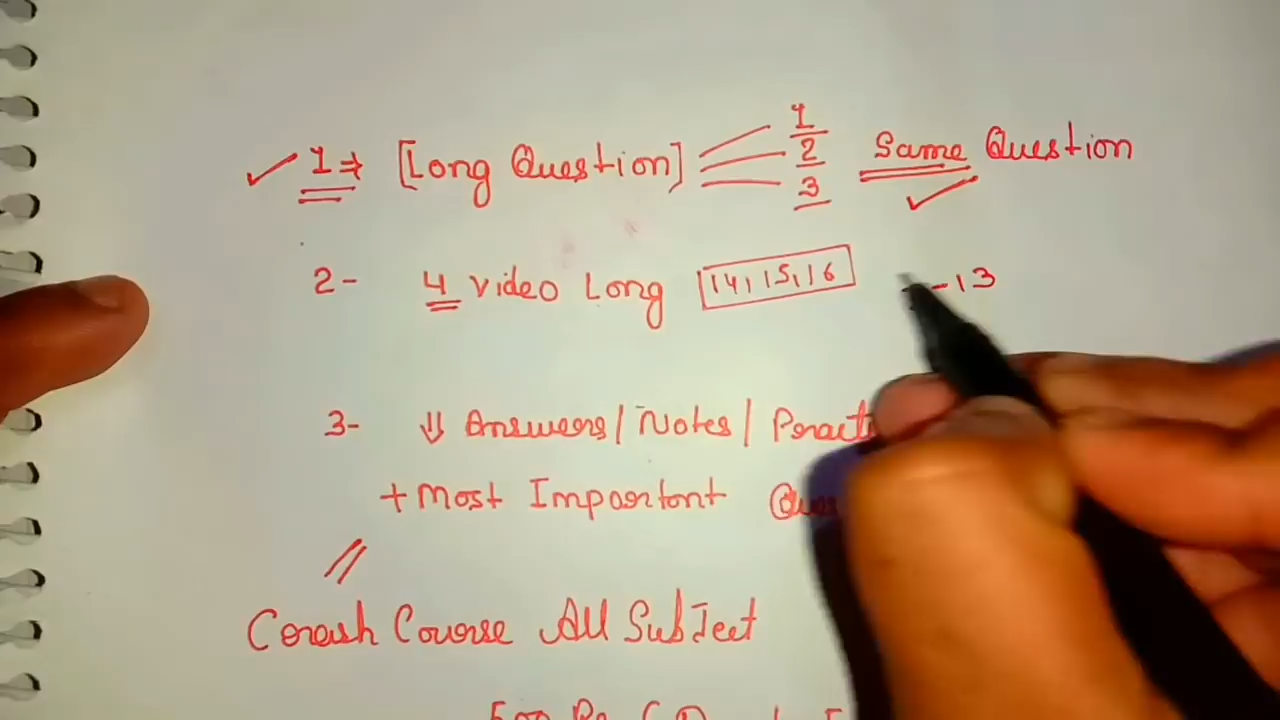 1⇒ [Long Question] 1 2 3 Same Question
2- 4 Video Long 14, 15, 16 -13
3- ⇓ Answers/Notes/
+ Most Important
Crash Course All SubJect